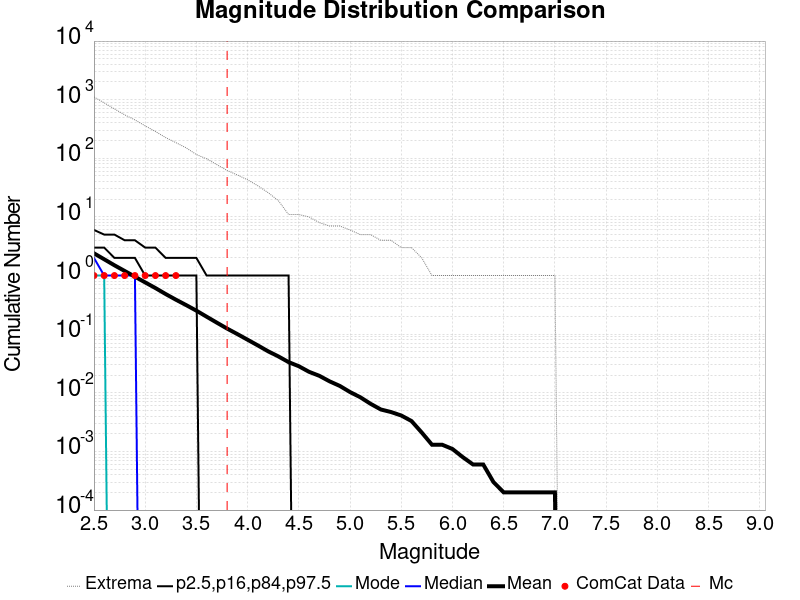 Magnitude Distribution Comparison
Cumulative Number
10^4
10^3
10^2
10^1
10^0
10^-1
10^-2
10^-3
10^-4
2.5 3.0 3.5 4.0 4.5 5.0 5.5 6.0 6.5 7.0 7.5 8.0 8.5 9.0
Magnitude
Extrema p2.5,p16,p84,p97.5 Mode Median Mean ComCat Data Mc